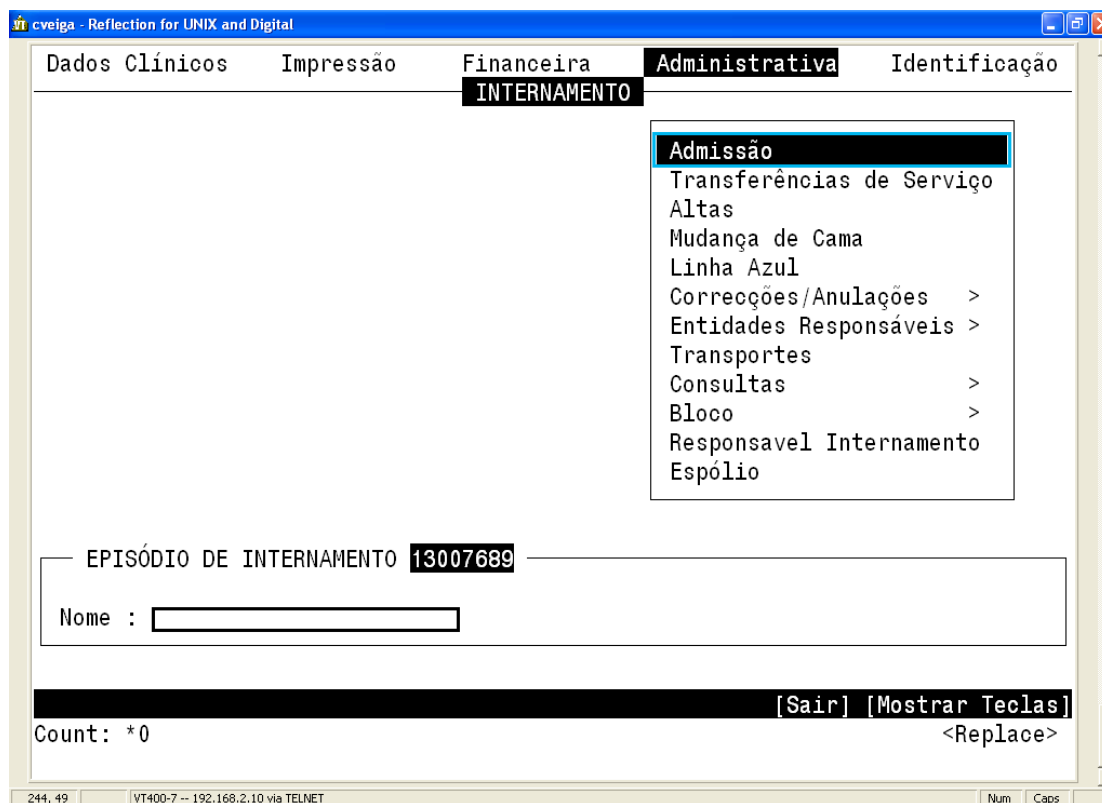 cveiga - Reflection for UNIX and Digital
Dados Clínicos Impressão Financeira Administrativa Identificação
INTERNAMENTO
Admissão
Transferências de Serviço
Altas
Mudança de Cama
Linha Azul
Correcções/Anulações >
Entidades Responsáveis >
Transportes
Consultas >
Bloco >
Responsavel Internamento
Espólio
EPISÓDIO DE INTERNAMENTO 13007689
Nome :
[Sair] [Mostrar Teclas]
Count: *0 <Replace>
244, 49 VT400-7 -- 192.168.2.10 via TELNET Num Caps